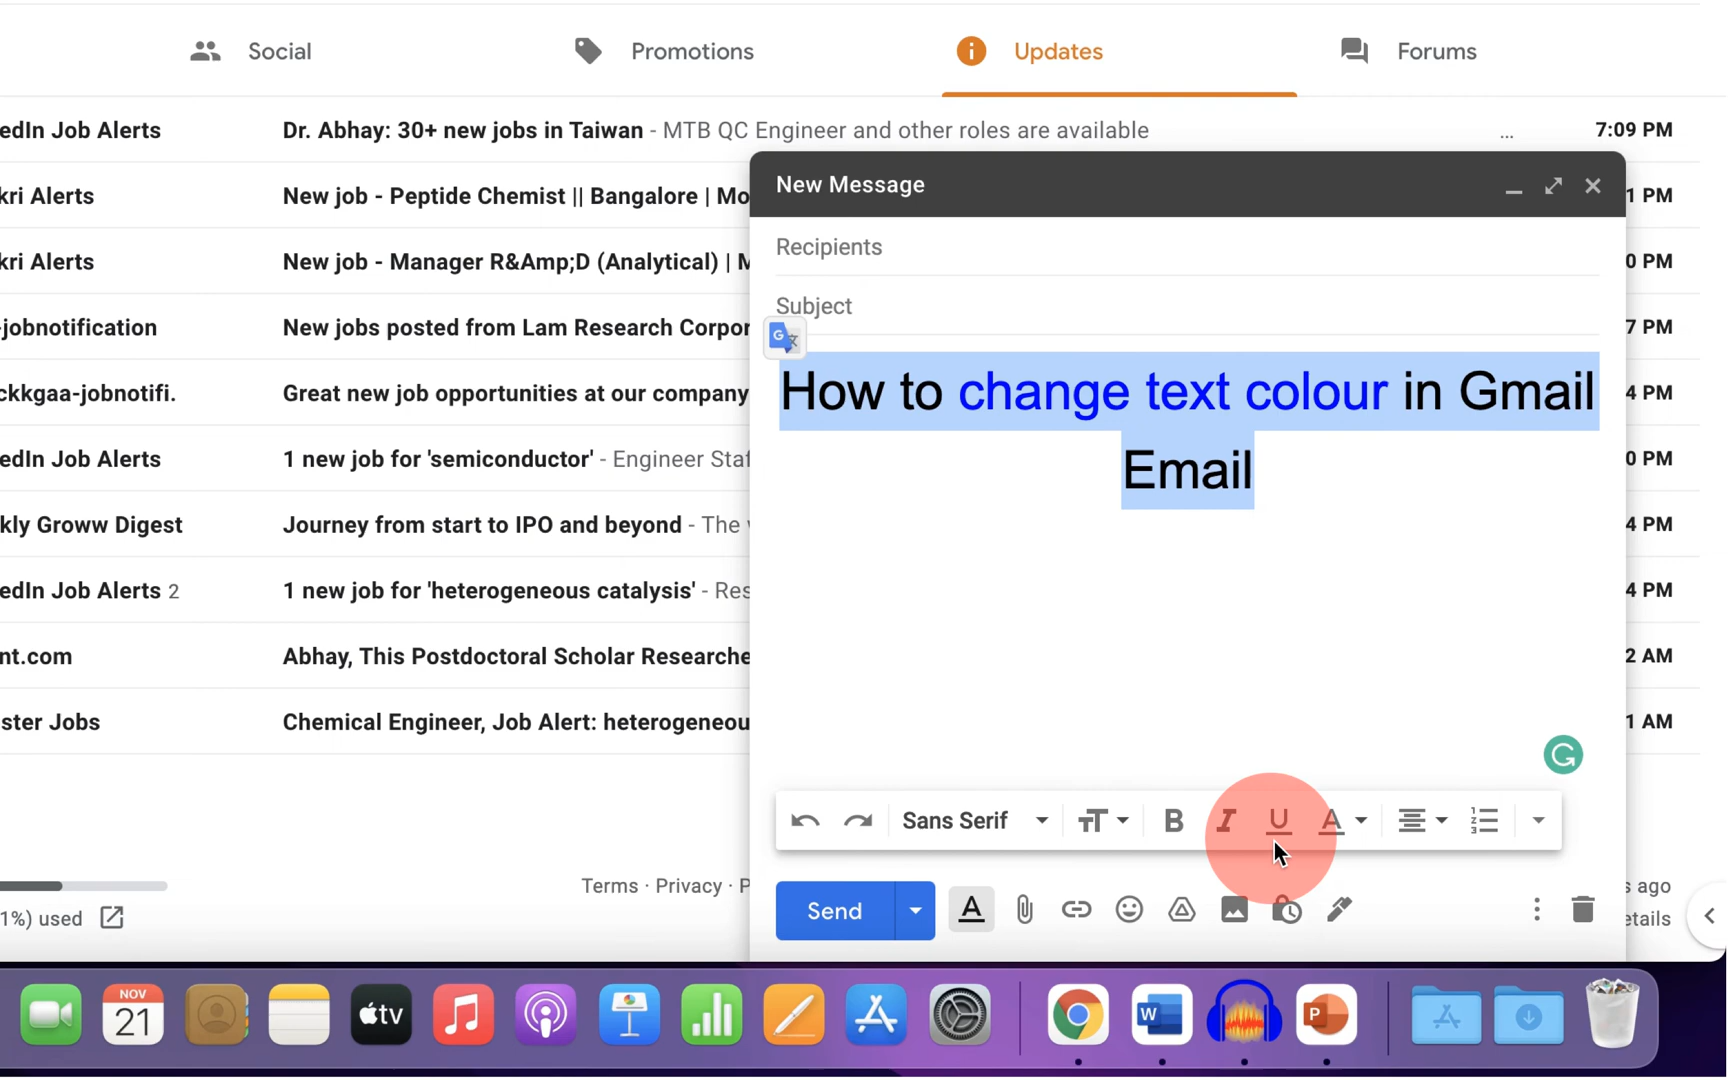 Social
Promotions
Updates
Forums
edIn Job Alerts
Dr. Abhay: 30+ new jobs in Taiwan - MTB QC Engineer and other roles are available
...
7:09 PM
kri Alerts
New job - Peptide Chemist || Bangalore | Mo
1 PM
kri Alerts
New job - Manager R&Amp;D (Analytical) |
0 PM
-jobnotification
New jobs posted from Lam Research Corpor
7 PM
ckkgaa-jobnotifi.
Great new job opportunities at our company
4 PM
edIn Job Alerts
1 new job for 'semiconductor' - Engineer Staf
0 PM
kly Groww Digest
Journey from start to IPO and beyond - The
4 PM
edIn Job Alerts 2
1 new job for 'heterogeneous catalysis' - Res
4 PM
nt.com
Abhay, This Postdoctoral Scholar Researche
2 AM
ster Jobs
Chemical Engineer, Job Alert: heterogeneou
1 AM
New Message
Recipients
Subject
How to change text colour in Gmail
Email
Sans Serif
Send
Terms · Privacy · P
1%) used
s ago
etails
NOV
21
tv